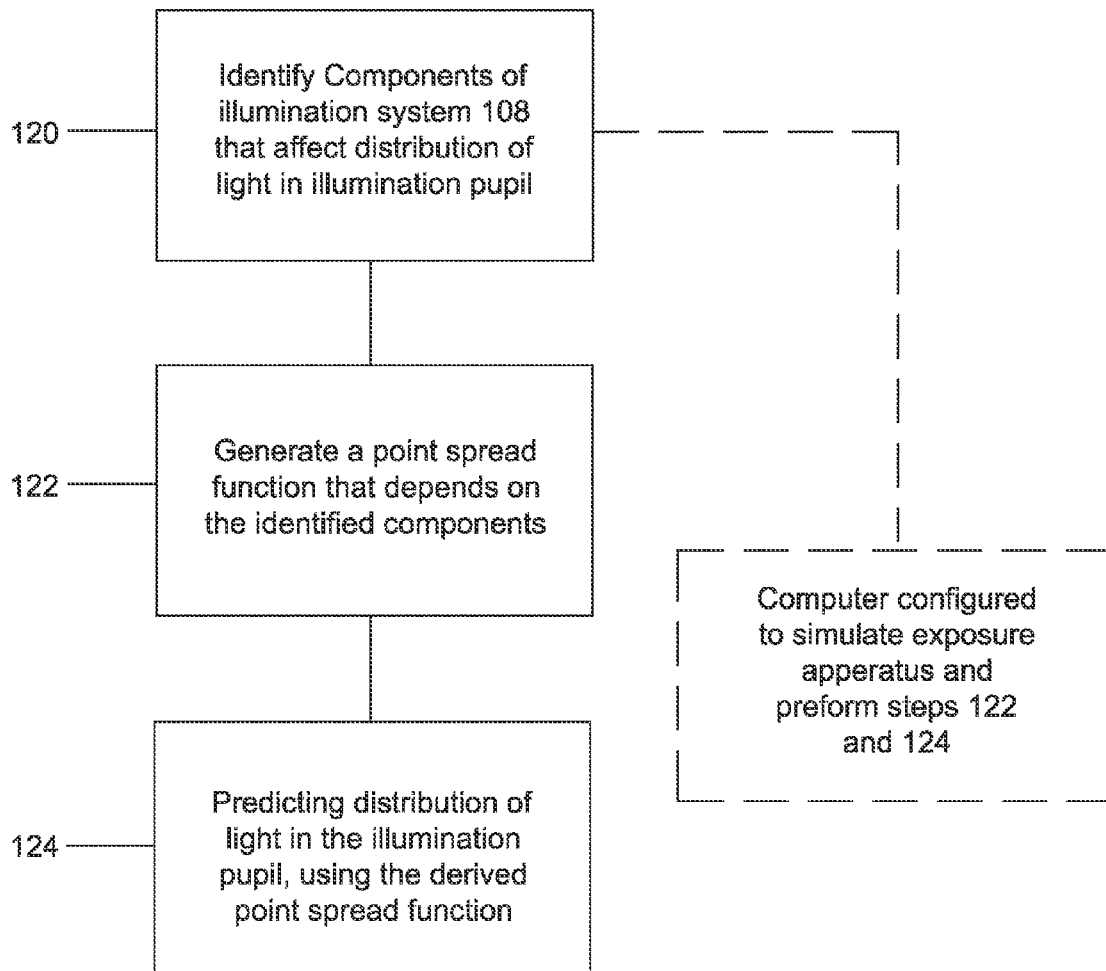 Identify Components of
illumination system 108
that affect distribution of
light in illumination pupil
120
Generate a point spread
function that depends on
the identified components
122
Computer configured
to simulate exposure
apperatus and
preform steps 122
and 124
Predicting distribution of
light in the illumination
pupil, using the derived
point spread function
124